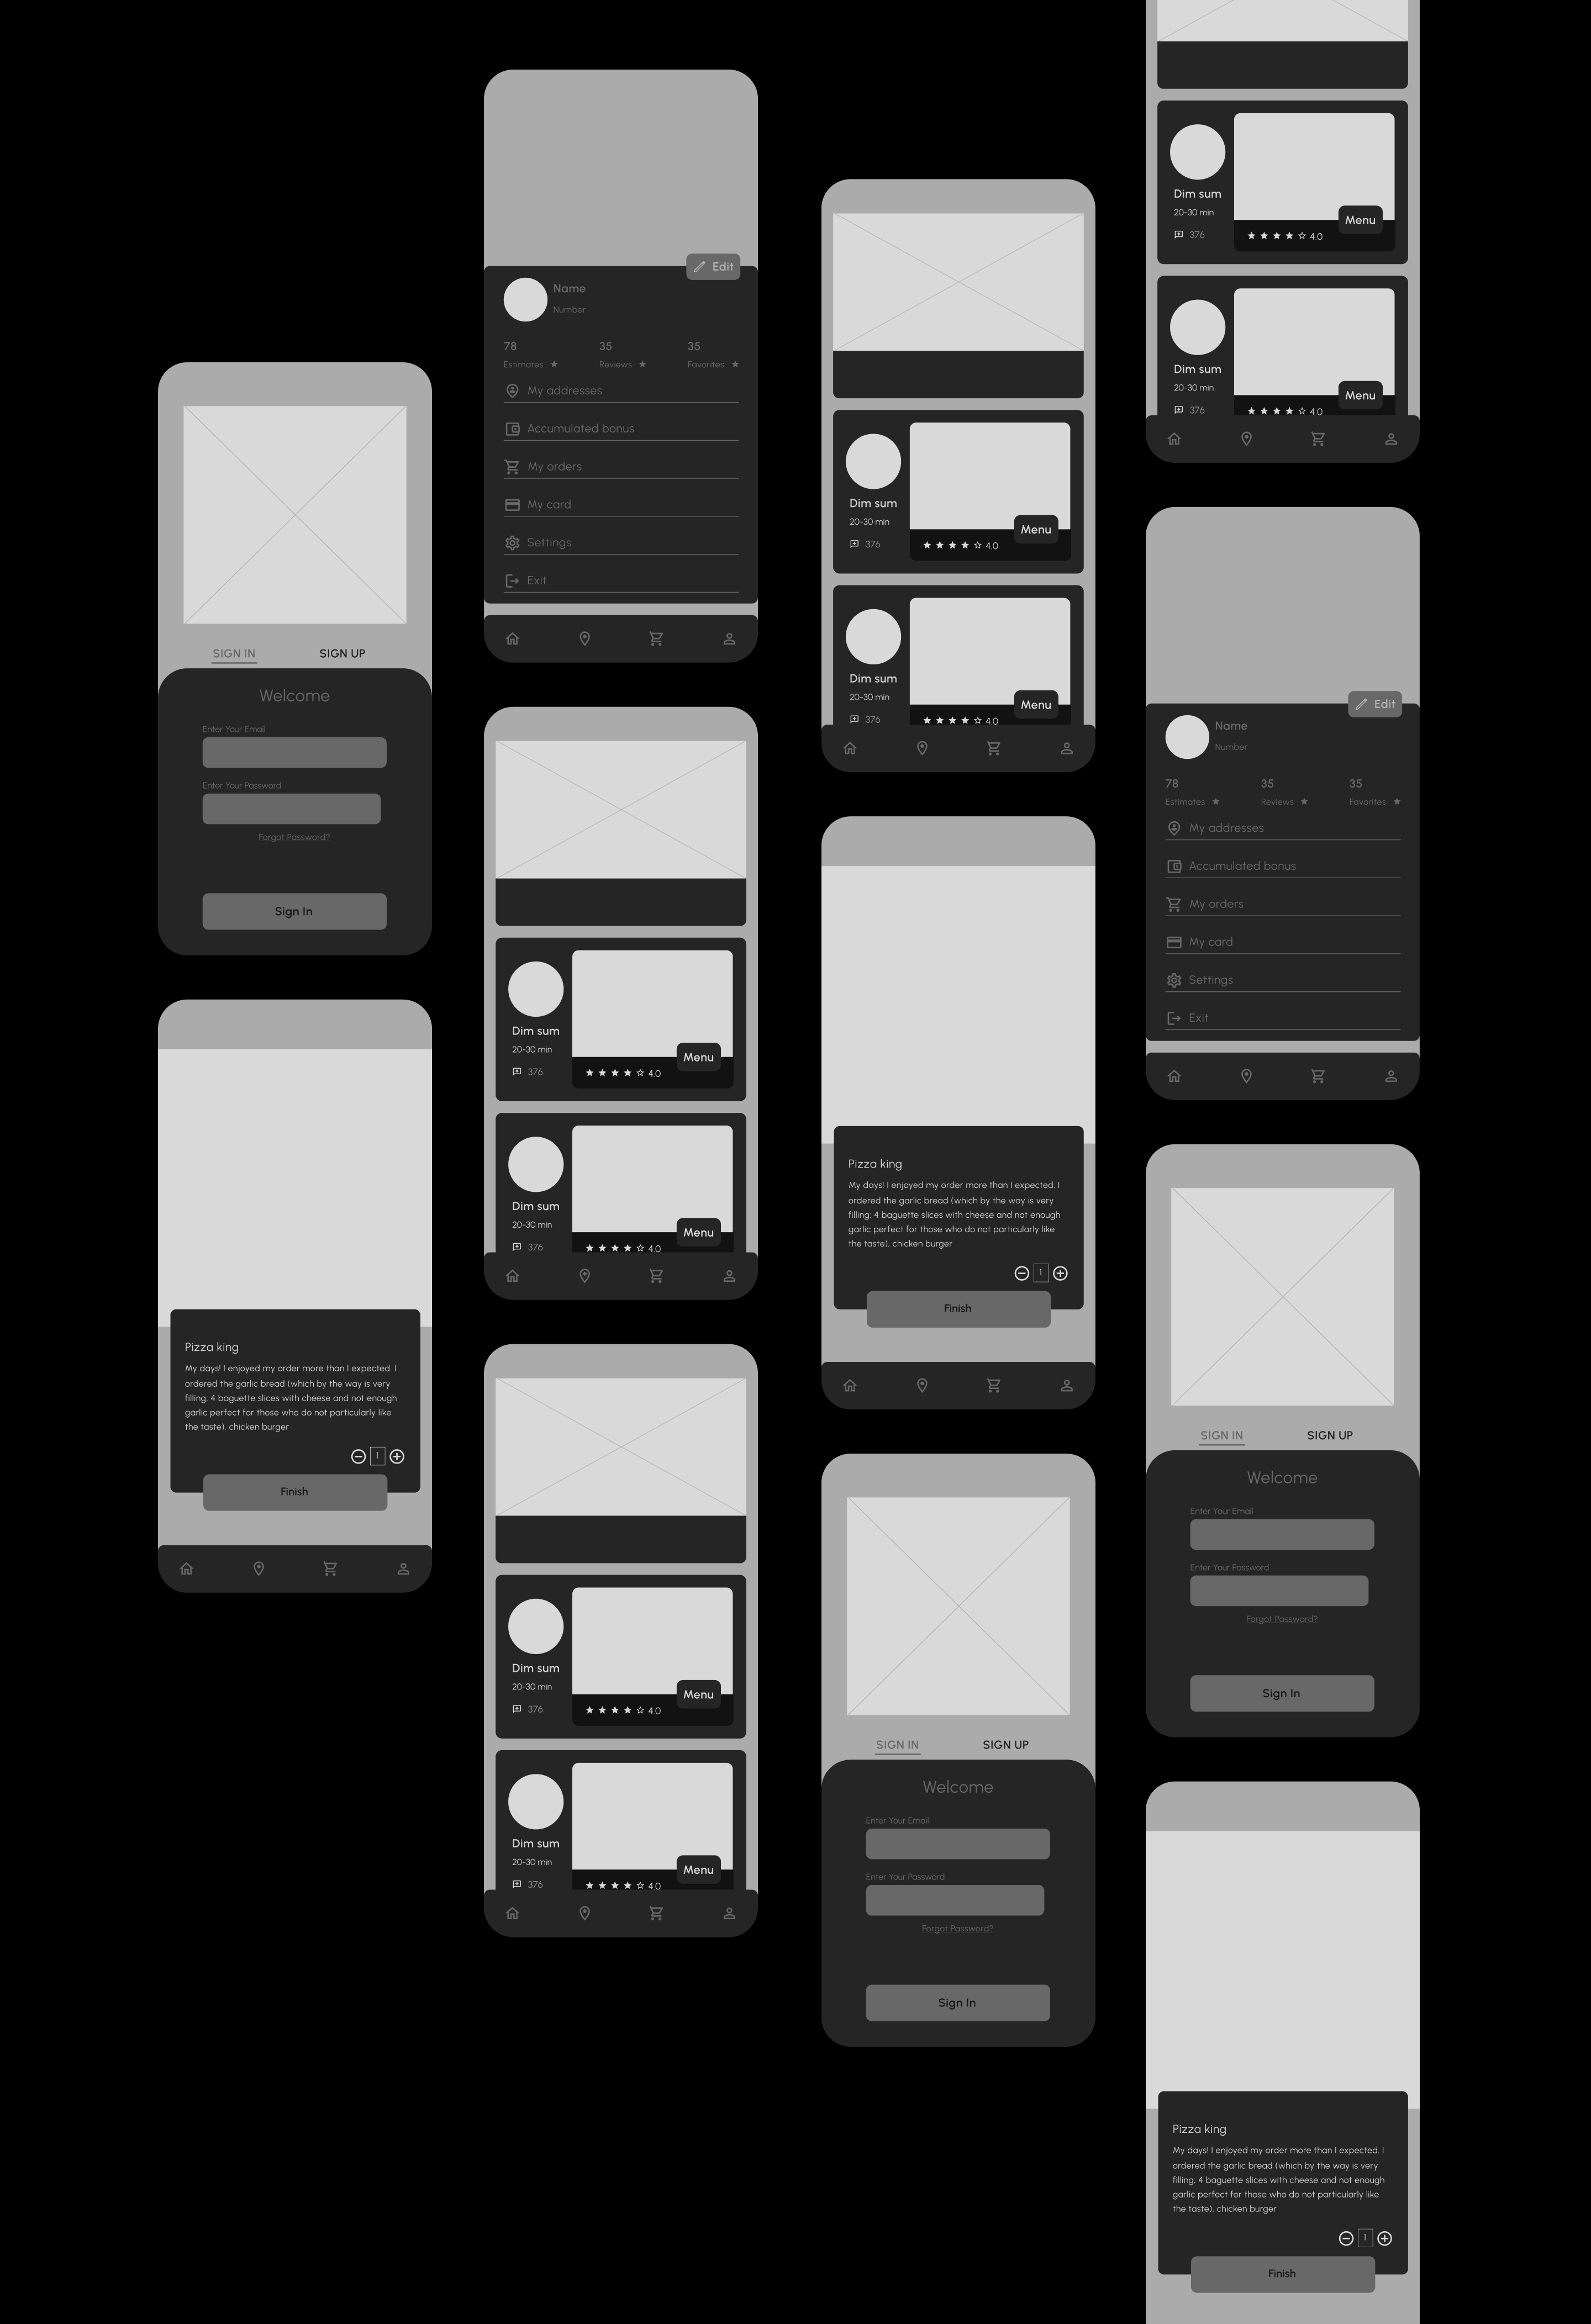 SIGN IN SIGN UP
Welcome
Enter Your Email
Enter Your Password
Forgot Password?
Sign In
Pizza king
My days! I enjoyed my order more than I expected. I
ordered the garlic bread (which by the way is very
filling; 4 baguette slices with cheese and not enough
garlic perfect for those who do not particularly like
the taste), chicken burger
1
Finish
Edit
Name
Number
78 35 35
Estimates Reviews Favorites
My addresses
Accumulated bonus
My orders
My card
Settings
Exit
Dim sum
20-30 min
Menu
376
4.0
Dim sum
20-30 min
Menu
376
4.0
Dim sum
20-30 min
Menu
376
4.0
Dim sum
20-30 min
Menu
376
4.0
Dim sum
20-30 min
Menu
376
4.0
Dim sum
20-30 min
Menu
376
4.0
Pizza king
My days! I enjoyed my order more than I expected. I
ordered the garlic bread (which by the way is very
filling; 4 baguette slices with cheese and not enough
garlic perfect for those who do not particularly like
the taste), chicken burger
1
Finish
SIGN IN SIGN UP
Welcome
Enter Your Email
Enter Your Password
Forgot Password?
Sign In
Dim sum
20-30 min
Menu
376
4.0
Dim sum
20-30 min
Menu
376
4.0
Edit
Name
Number
78 35 35
Estimates Reviews Favorites
My addresses
Accumulated bonus
My orders
My card
Settings
Exit
SIGN IN SIGN UP
Welcome
Enter Your Email
Enter Your Password
Forgot Password?
Sign In
Pizza king
My days! I enjoyed my order more than I expected. I
ordered the garlic bread (which by the way is very
filling; 4 baguette slices with cheese and not enough
garlic perfect for those who do not particularly like
the taste), chicken burger
1
Finish